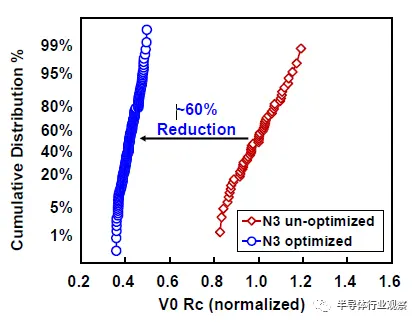 Cumulative Distribution %
99%
95%
80%
60%
40%
20%
5%
1%
~60%
Reduction
N3 un-optimized
N3 optimized
0.2 0.4 0.6 0.8 1.0 1.2 1.4 1.6
V0 Rc (normalized)
半导体行业观察